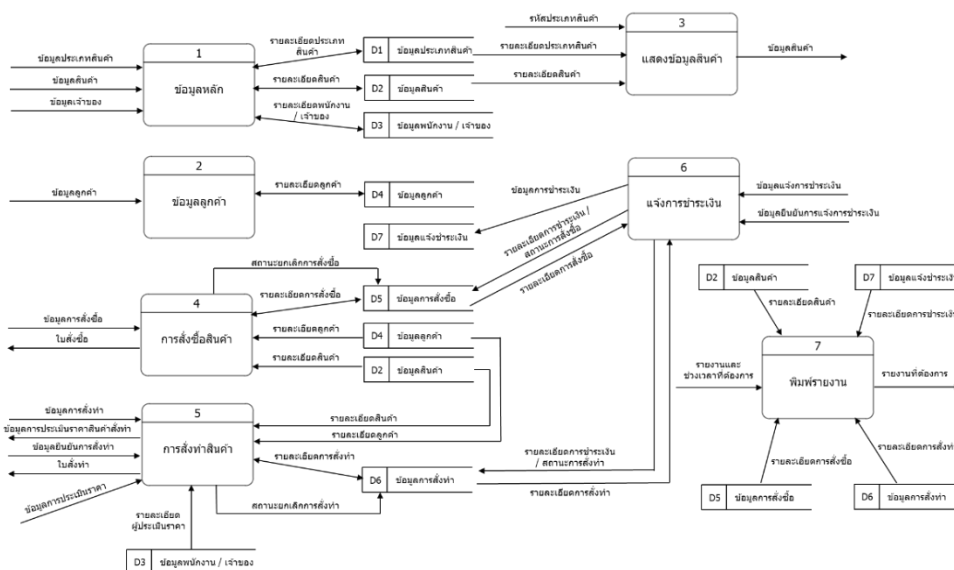 รหัสประเภทสินค้า
3
รายละเอียดประเภท
สินค้า
1
D1 ข้อมูลประเภทสินค้า
รายละเอียดประเภทสินค้า
แสดงข้อมูลสินค้า
ข้อมูลสินค้า
ข้อมูลประเภทสินค้า
ข้อมูลสินค้า
ข้อมูลเจ้าของ
ข้อมูลหลัก
รายละเอียดสินค้า
D2 ข้อมูลสินค้า
รายละเอียดสินค้า
รายละเอียดพนักงาน
/ เจ้าของ
D3 ข้อมูลพนักงาน / เจ้าของ
2
ข้อมูลลูกค้า
ข้อมูลลูกค้า
รายละเอียดลูกค้า
D4 ข้อมูลลูกค้า
6
ข้อมูลการชำระเงิน
แจ้งการชำระเงิน
ข้อมูลแจ้งการชำระเงิน
ข้อมูลยืนยันการแจ้งการชำระเงิน
D7 ข้อมูลแจ้งชำระเงิน
รายละเอียดการชำระเงิน /
สถานะการสั่งซื้อ
รายละเอียดการสั่งซื้อ
สถานะยกเลิกการสั่งซื้อ
4
รายละเอียดการสั่งซื้อ
D5 ข้อมูลการสั่งซื้อ
ข้อมูลการสั่งซื้อ
ใบสั่งซื้อ
การสั่งซื้อสินค้า
รายละเอียดลูกค้า
D4 ข้อมูลลูกค้า
รายละเอียดสินค้า
D2 ข้อมูลสินค้า
D2 ข้อมูลสินค้า
D7 ข้อมูลแจ้งชำระเงิน
รายละเอียดสินค้า
รายละเอียดการชำระเงิน
7
รายงานและ
ช่วงเวลาที่ต้องการ
พิมพ์รายงาน
รายงานที่ต้องการ
รายละเอียดการสั่งซื้อ
รายละเอียดการสั่งทำ
D5 ข้อมูลการสั่งซื้อ
D6 ข้อมูลการสั่งทำ
5
ข้อมูลการสั่งทำ
ข้อมูลการประเมินราคาสินค้าสั่งทำ
ข้อมูลยืนยันการสั่งทำ
ใบสั่งทำ
ข้อมูลการประเมินราคา
การสั่งทำสินค้า
รายละเอียดสินค้า
รายละเอียดลูกค้า
รายละเอียดการสั่งทำ
D6 ข้อมูลการสั่งทำ
รายละเอียดการชำระเงิน
/ สถานะการสั่งทำ
รายละเอียดการสั่งทำ
สถานะยกเลิกการสั่งทำ
รายละเอียด
ผู้ประเมินราคา
D3 ข้อมูลพนักงาน / เจ้าของ